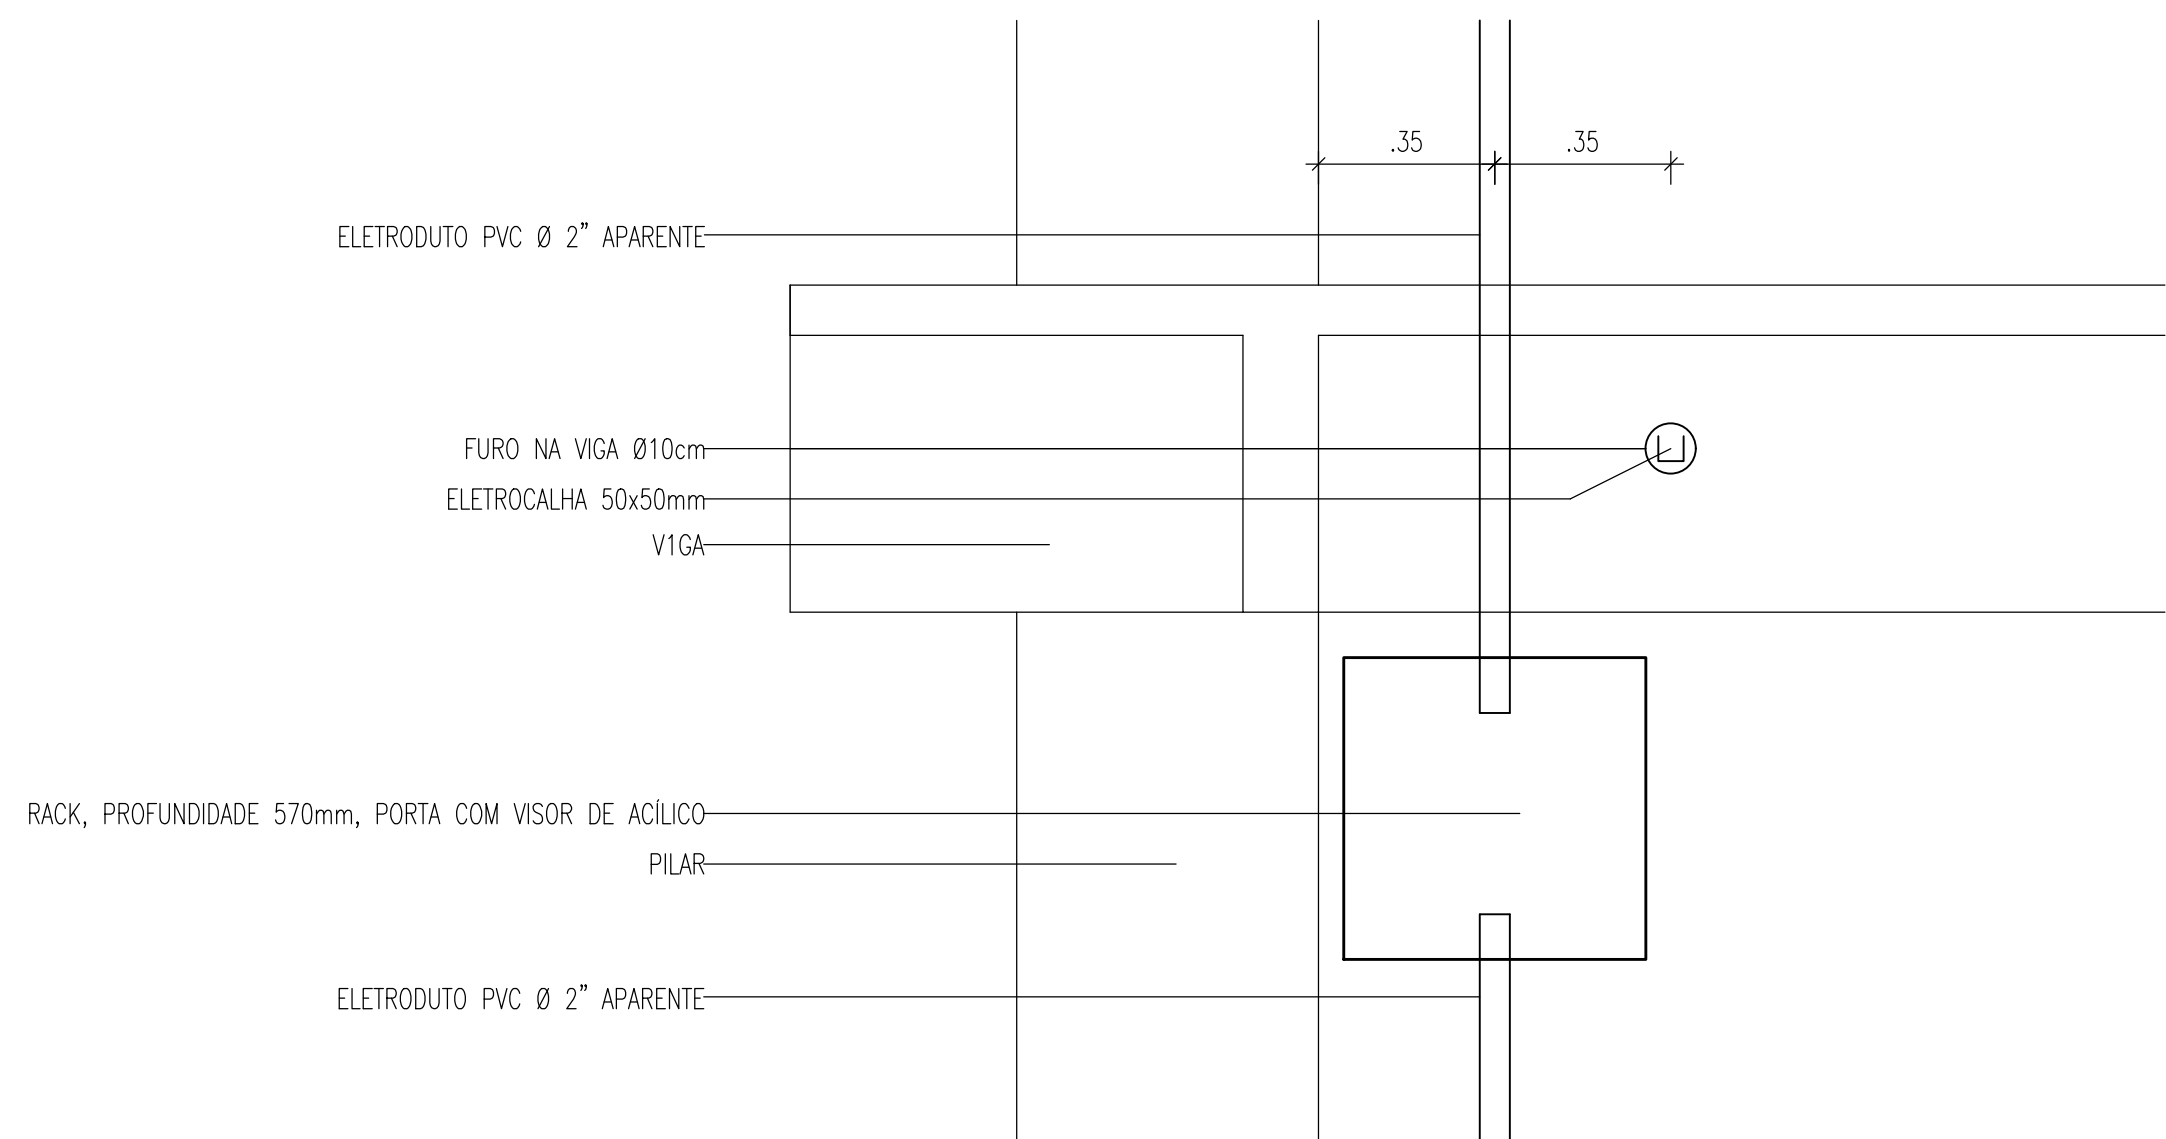 .35 .35
ELETRODUTO PVC Ø 2” APARENTE
FURO NA VIGA Ø10cm
ELETROCALHA 50x50mm
V1GA
RACK, PROFUNDIDADE 570mm, PORTA COM VISOR DE ACÍLICO
PILAR
ELETRODUTO PVC Ø 2” APARENTE